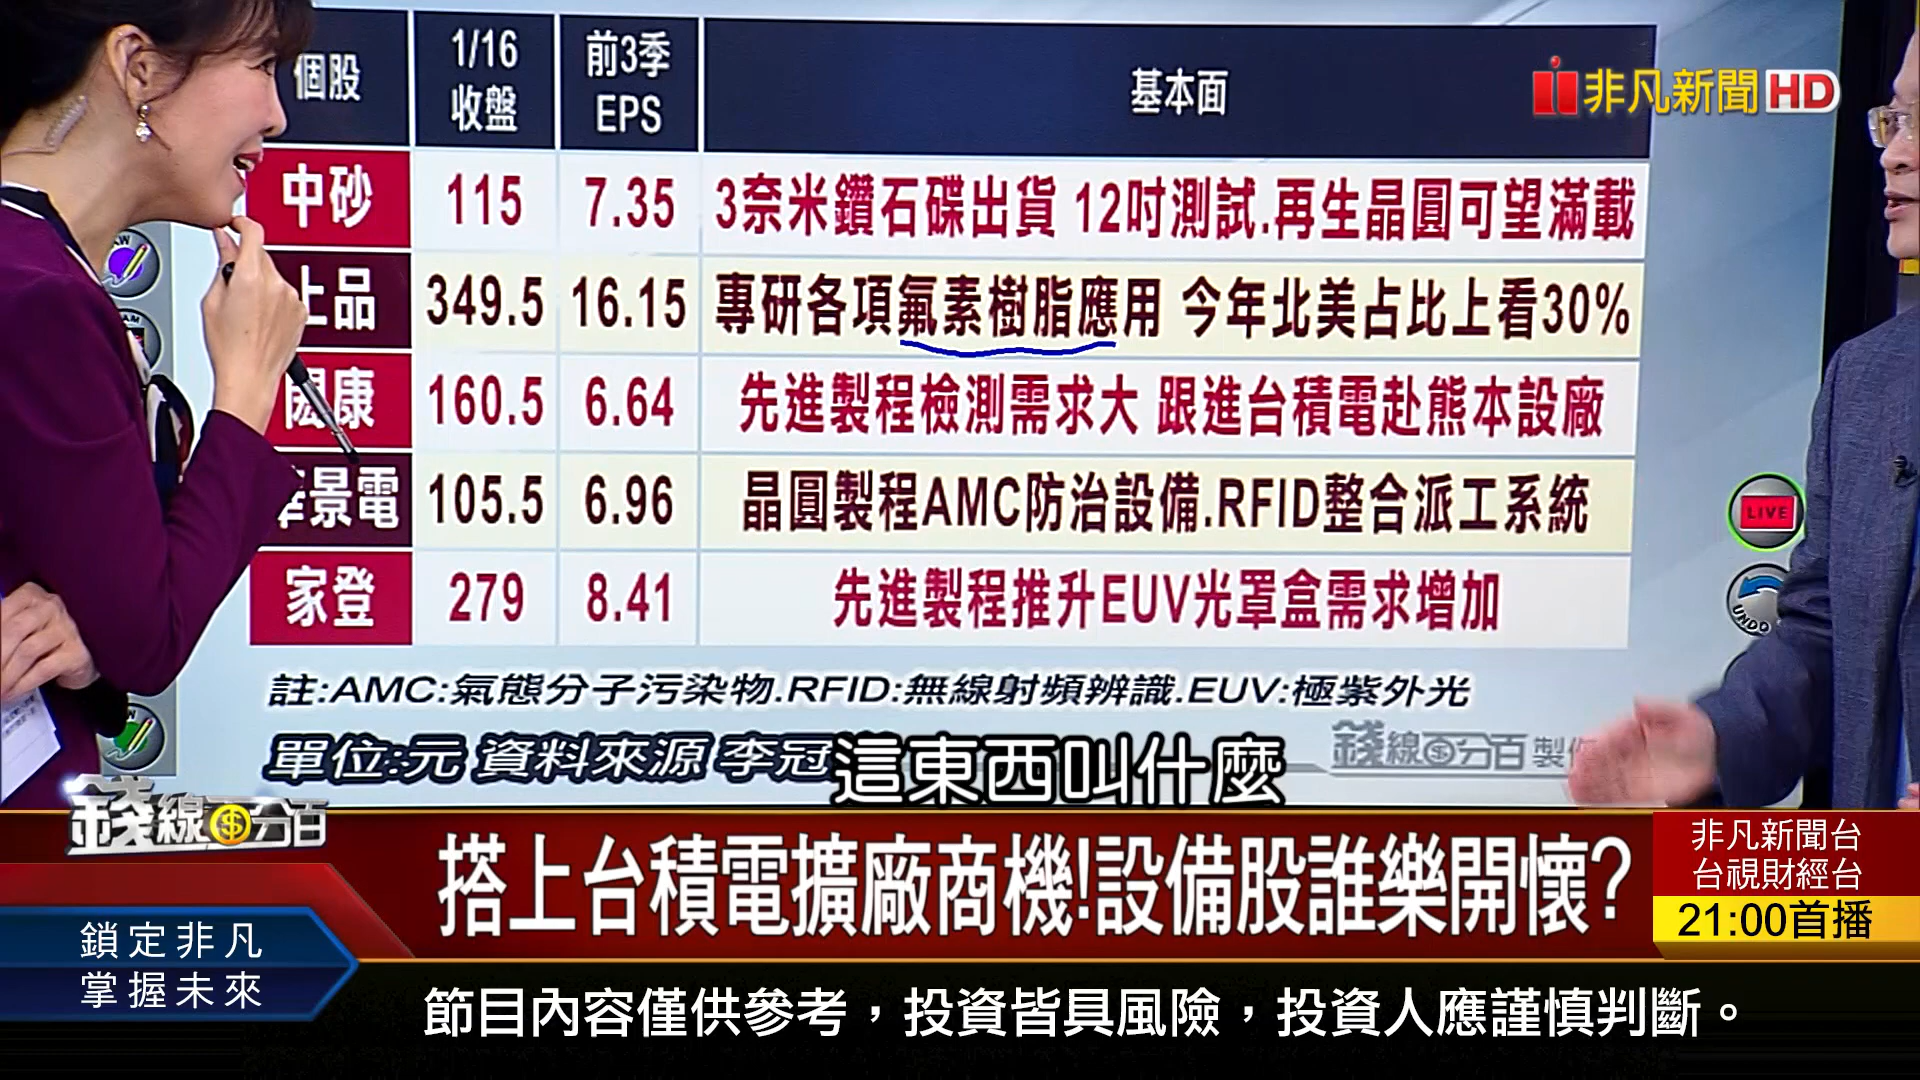 個股 1/16 收盤 前3季 EPS 基本面
非凡新聞HD
中砂 115 7.35 3奈米鑽石碟出貨 12吋測試.再生晶圓可望滿載
上品 349.5 16.15 專研各項氟素樹脂應用 今年北美占比上看30%
閎康 160.5 6.64 先進製程檢測需求大 跟進台積電赴熊本設廠
景電 105.5 6.96 晶圓製程AMC防治設備.RFID整合派工系統
家登 279 8.41 先進製程推升EUV光罩盒需求增加
LIVE
UNDO
註:AMC:氣態分子污染物.RFID:無線射頻辨識.EUV:極紫外光
單位:元 資料來源 李冠
錢線百分百 製
這東西叫什麼
錢線百分百
搭上台積電擴廠商機!設備股誰樂開懷?
非凡新聞台
台視財經台
21:00首播
鎖定非凡
掌握未來
節目內容僅供參考，投資皆具風險，投資人應謹慎判斷。